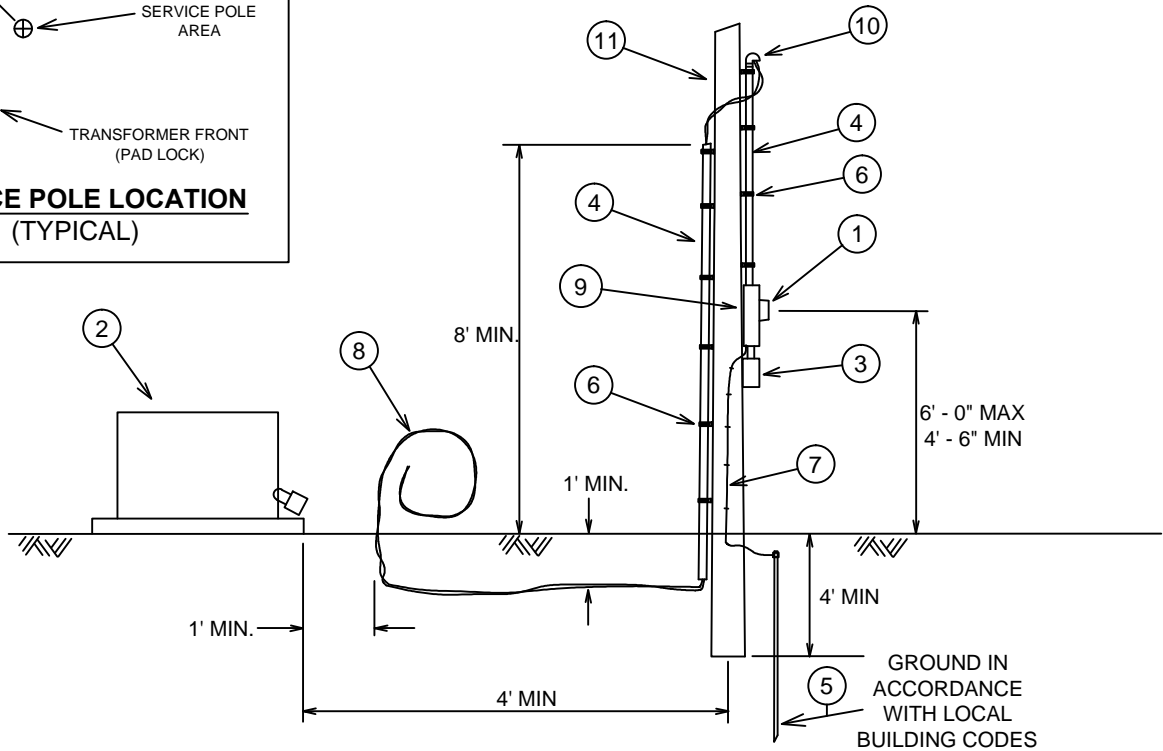 SERVICE POLE
AREA
TRANSFORMER FRONT
(PAD LOCK)
POLE LOCATION
(TYPICAL)
11
10
4
6
1
9
3
4
6
8
2
7
5
8' MIN.
6' - 0" MAX
4' - 6" MIN
1' MIN.
4' MIN
1' MIN.
4' MIN
GROUND IN
ACCORDANCE
WITH LOCAL
BUILDING CODES